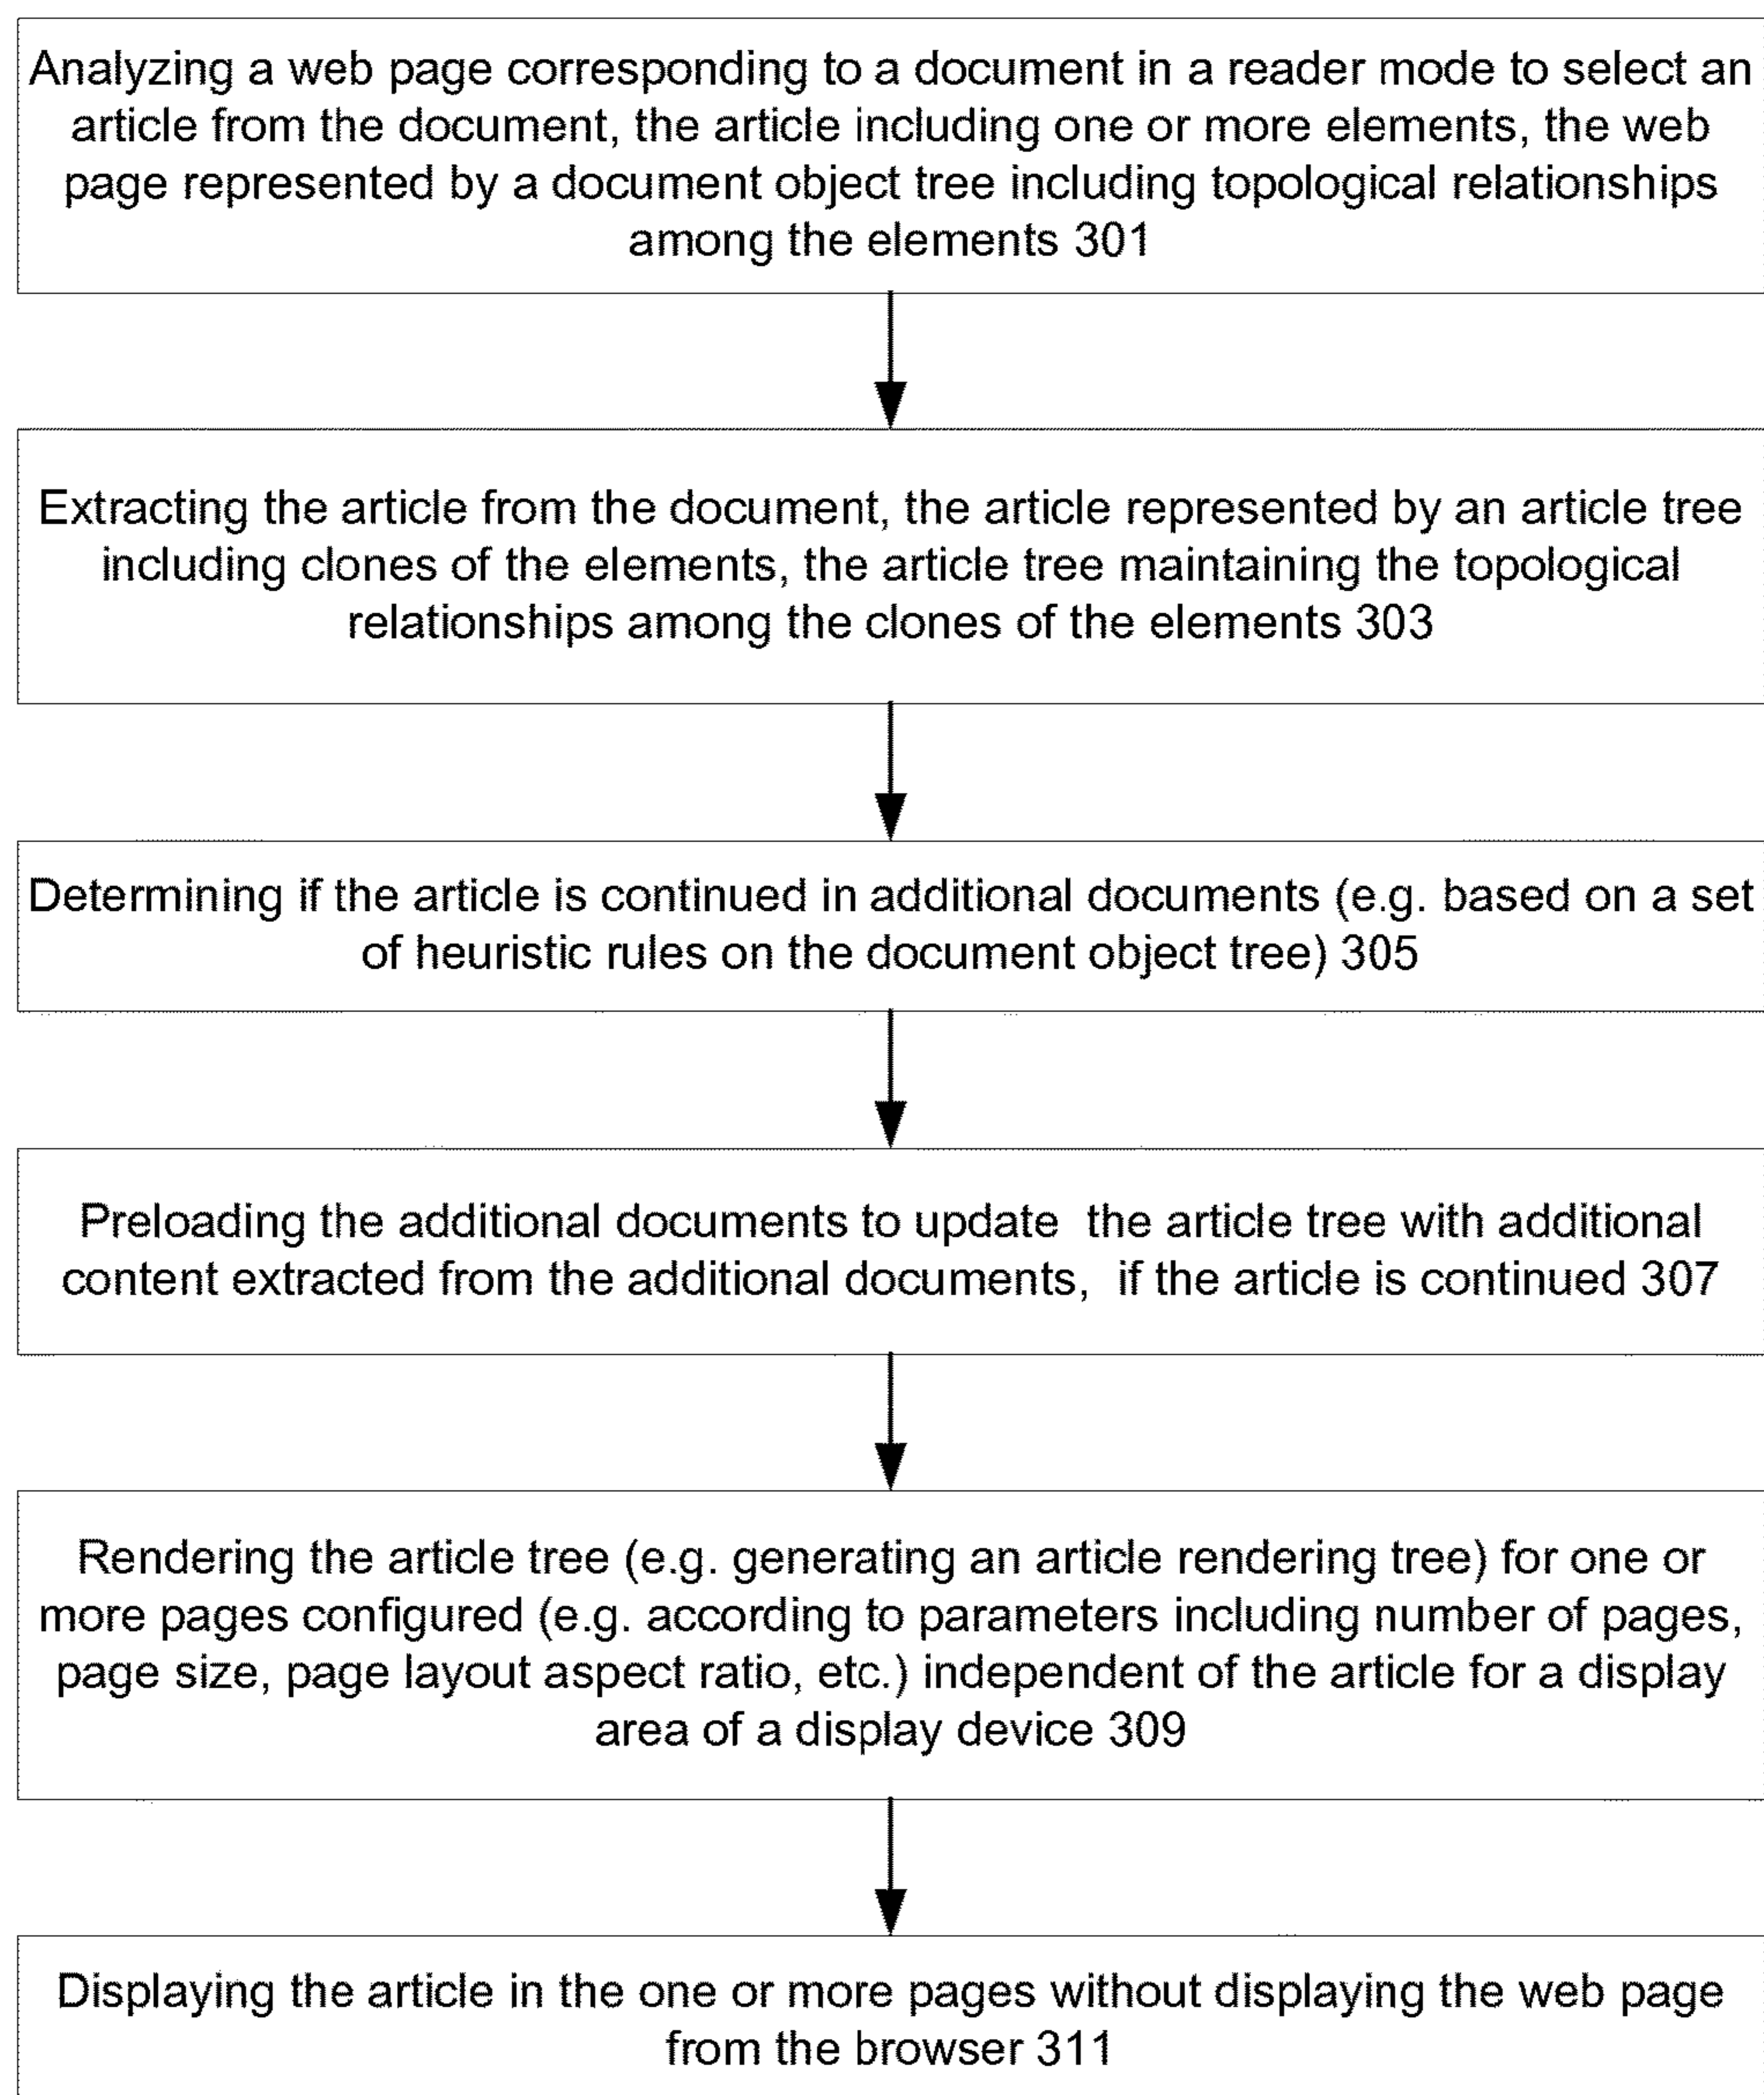 Analyzing a web page corresponding to a document in a reader mode to select an
article from the document, the article including one or more elements, the web
page represented by a document object tree including topological relationships
among the elements 301
Extracting the article from the document, the article represented by an article tree
including clones of the elements, the article tree maintaining the topological
relationships among the clones of the elements 303
Determining if the article is continued in additional documents (e.g. based on a set
of heuristic rules on the document object tree) 305
Preloading the additional documents to update the article tree with additional
content extracted from the additional documents, if the article is continued 307
Rendering the article tree (e.g. generating an article rendering tree) for one or
more pages configured (e.g. according to parameters including number of pages,
page size, page layout aspect ratio, etc.) independent of the article for a display
area of a display device 309
Displaying the article in the one or more pages without displaying the web page
from the browser 311